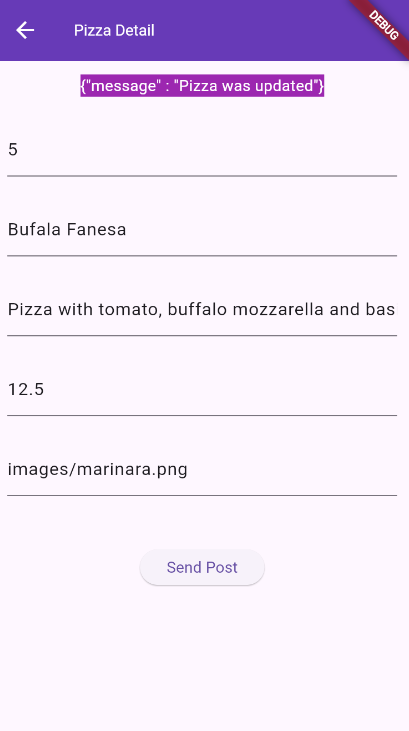 Pizza Detail
DEBUG
{"message" : "Pizza was updated"}
5
Bufala Fanesa
Pizza with tomato, buffalo mozzarella and bas
12.5
images/marinara.png
Send Post